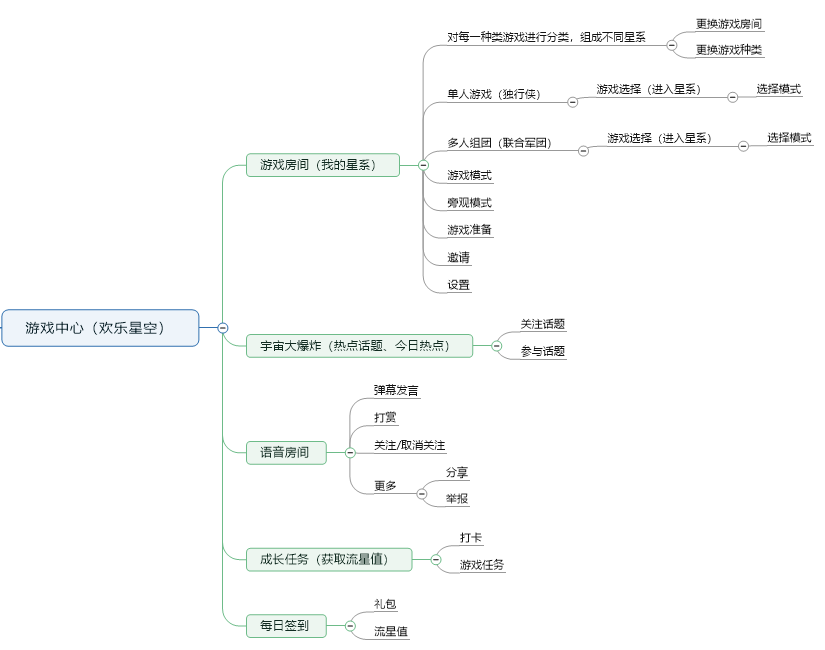 更换游戏房间
对每一种类游戏进行分类，组成不同星系
更换游戏种类
单人游戏（独行侠）
游戏选择（进入星系）
选择模式
多人组团（联合军团）
游戏选择（进入星系）
选择模式
游戏房间（我的星系）
游戏模式
旁观模式
游戏准备
邀请
设置
游戏中心（欢乐星空）
宇宙大爆炸（热点话题、今日热点）
关注话题
参与话题
弹幕发言
打赏
语音房间
关注/取消关注
更多
分享
举报
成长任务（获取流星值）
打卡
游戏任务
每日签到
礼包
流星值